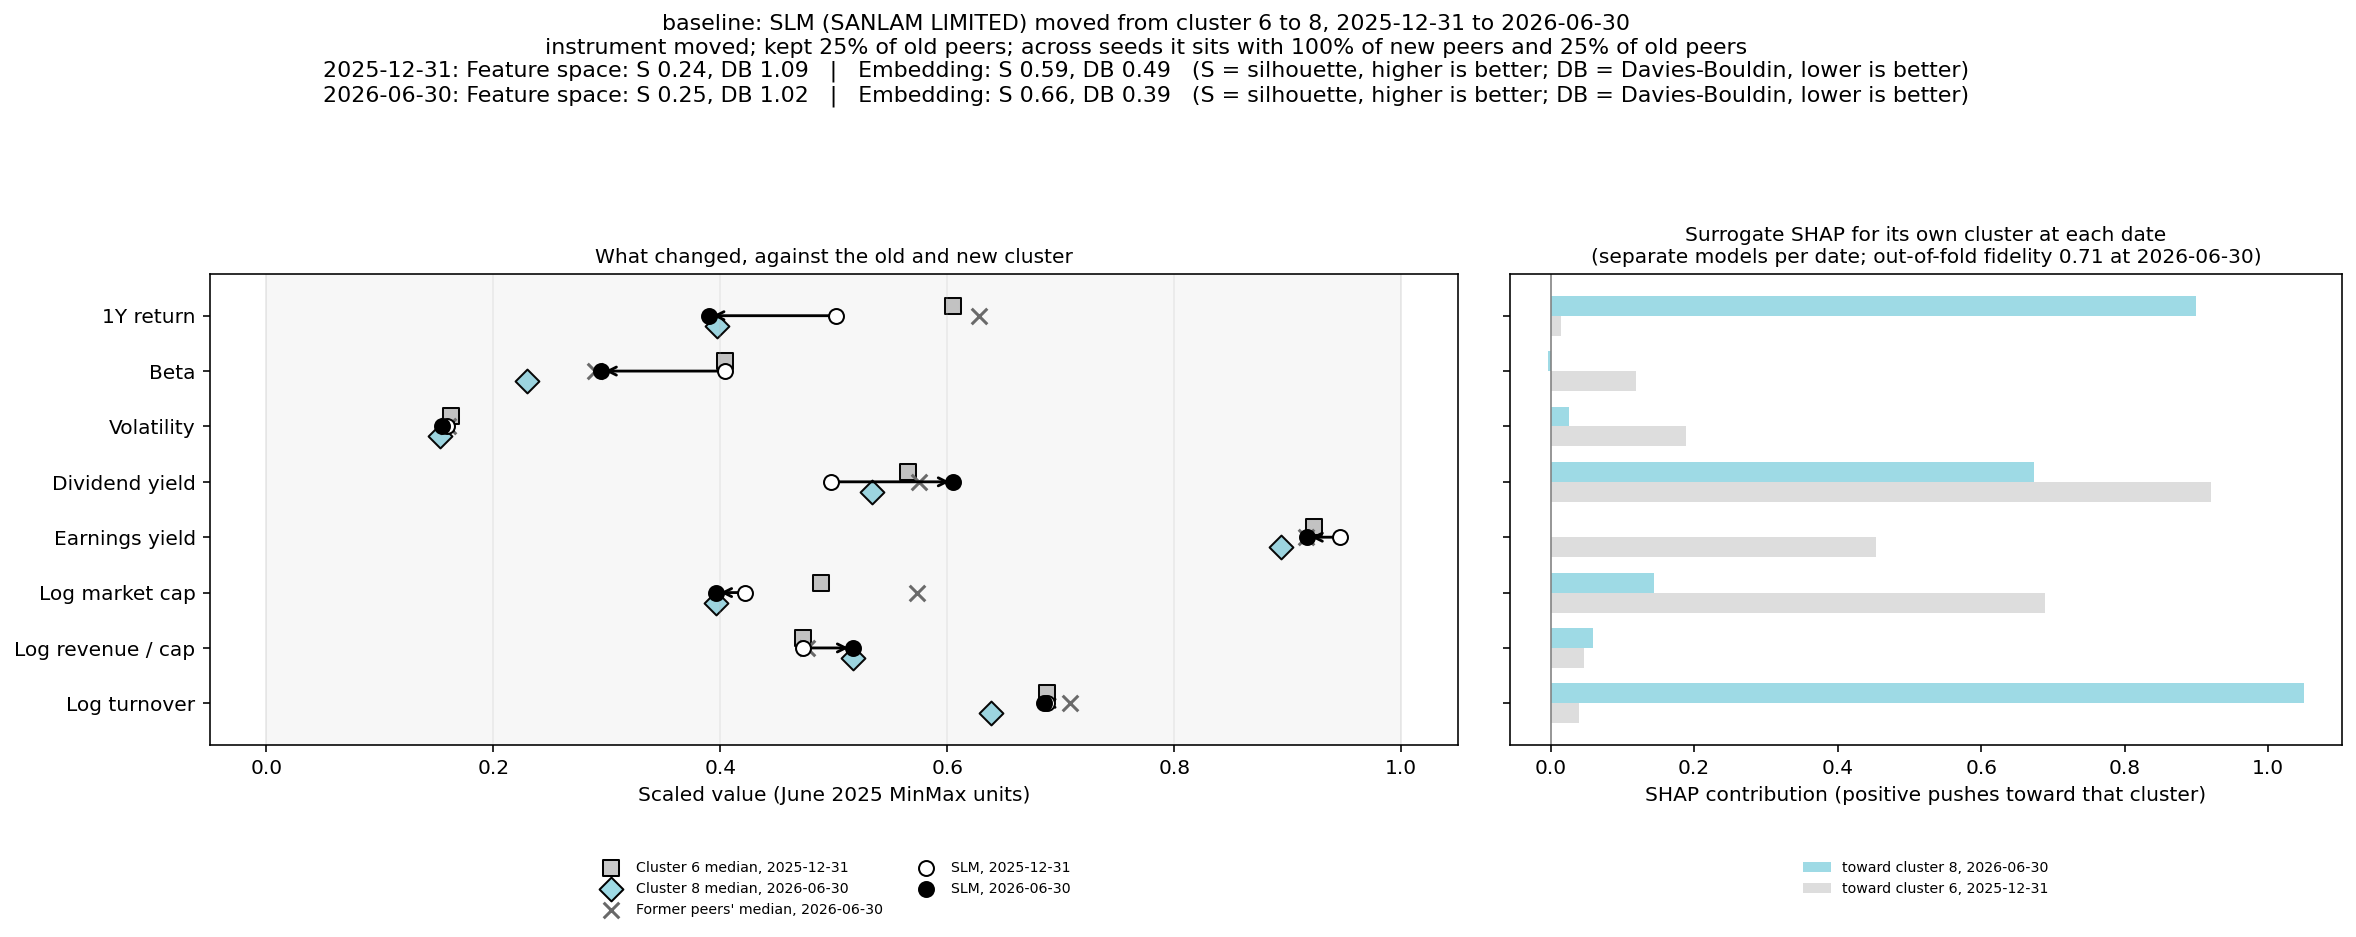 baseline: SLM (SANLAM LIMITED) moved from cluster 6 to 8, 2025-12-31 to 2026-06-30
instrument moved; kept 25% of old peers; across seeds it sits with 100% of new peers and 25% of old peers
2025-12-31: Feature space: S 0.24, DB 1.09   |   Embedding: S 0.59, DB 0.49   (S = silhouette, higher is better; DB = Davies-Bouldin, lower is better)
2026-06-30: Feature space: S 0.25, DB 1.02   |   Embedding: S 0.66, DB 0.39   (S = silhouette, higher is better; DB = Davies-Bouldin, lower is better)
What changed, against the old and new cluster
1Y return
Beta
Volatility
Dividend yield
Earnings yield
Log market cap
Log revenue / cap
Log turnover
0.0 0.2 0.4 0.6 0.8 1.0
Scaled value (June 2025 MinMax units)
Cluster 6 median, 2025-12-31
Cluster 8 median, 2026-06-30
Former peers' median, 2026-06-30
SLM, 2025-12-31
SLM, 2026-06-30
Surrogate SHAP for its own cluster at each date
(separate models per date; out-of-fold fidelity 0.71 at 2026-06-30)
0.0 0.2 0.4 0.6 0.8 1.0
SHAP contribution (positive pushes toward that cluster)
toward cluster 8, 2026-06-30
toward cluster 6, 2025-12-31